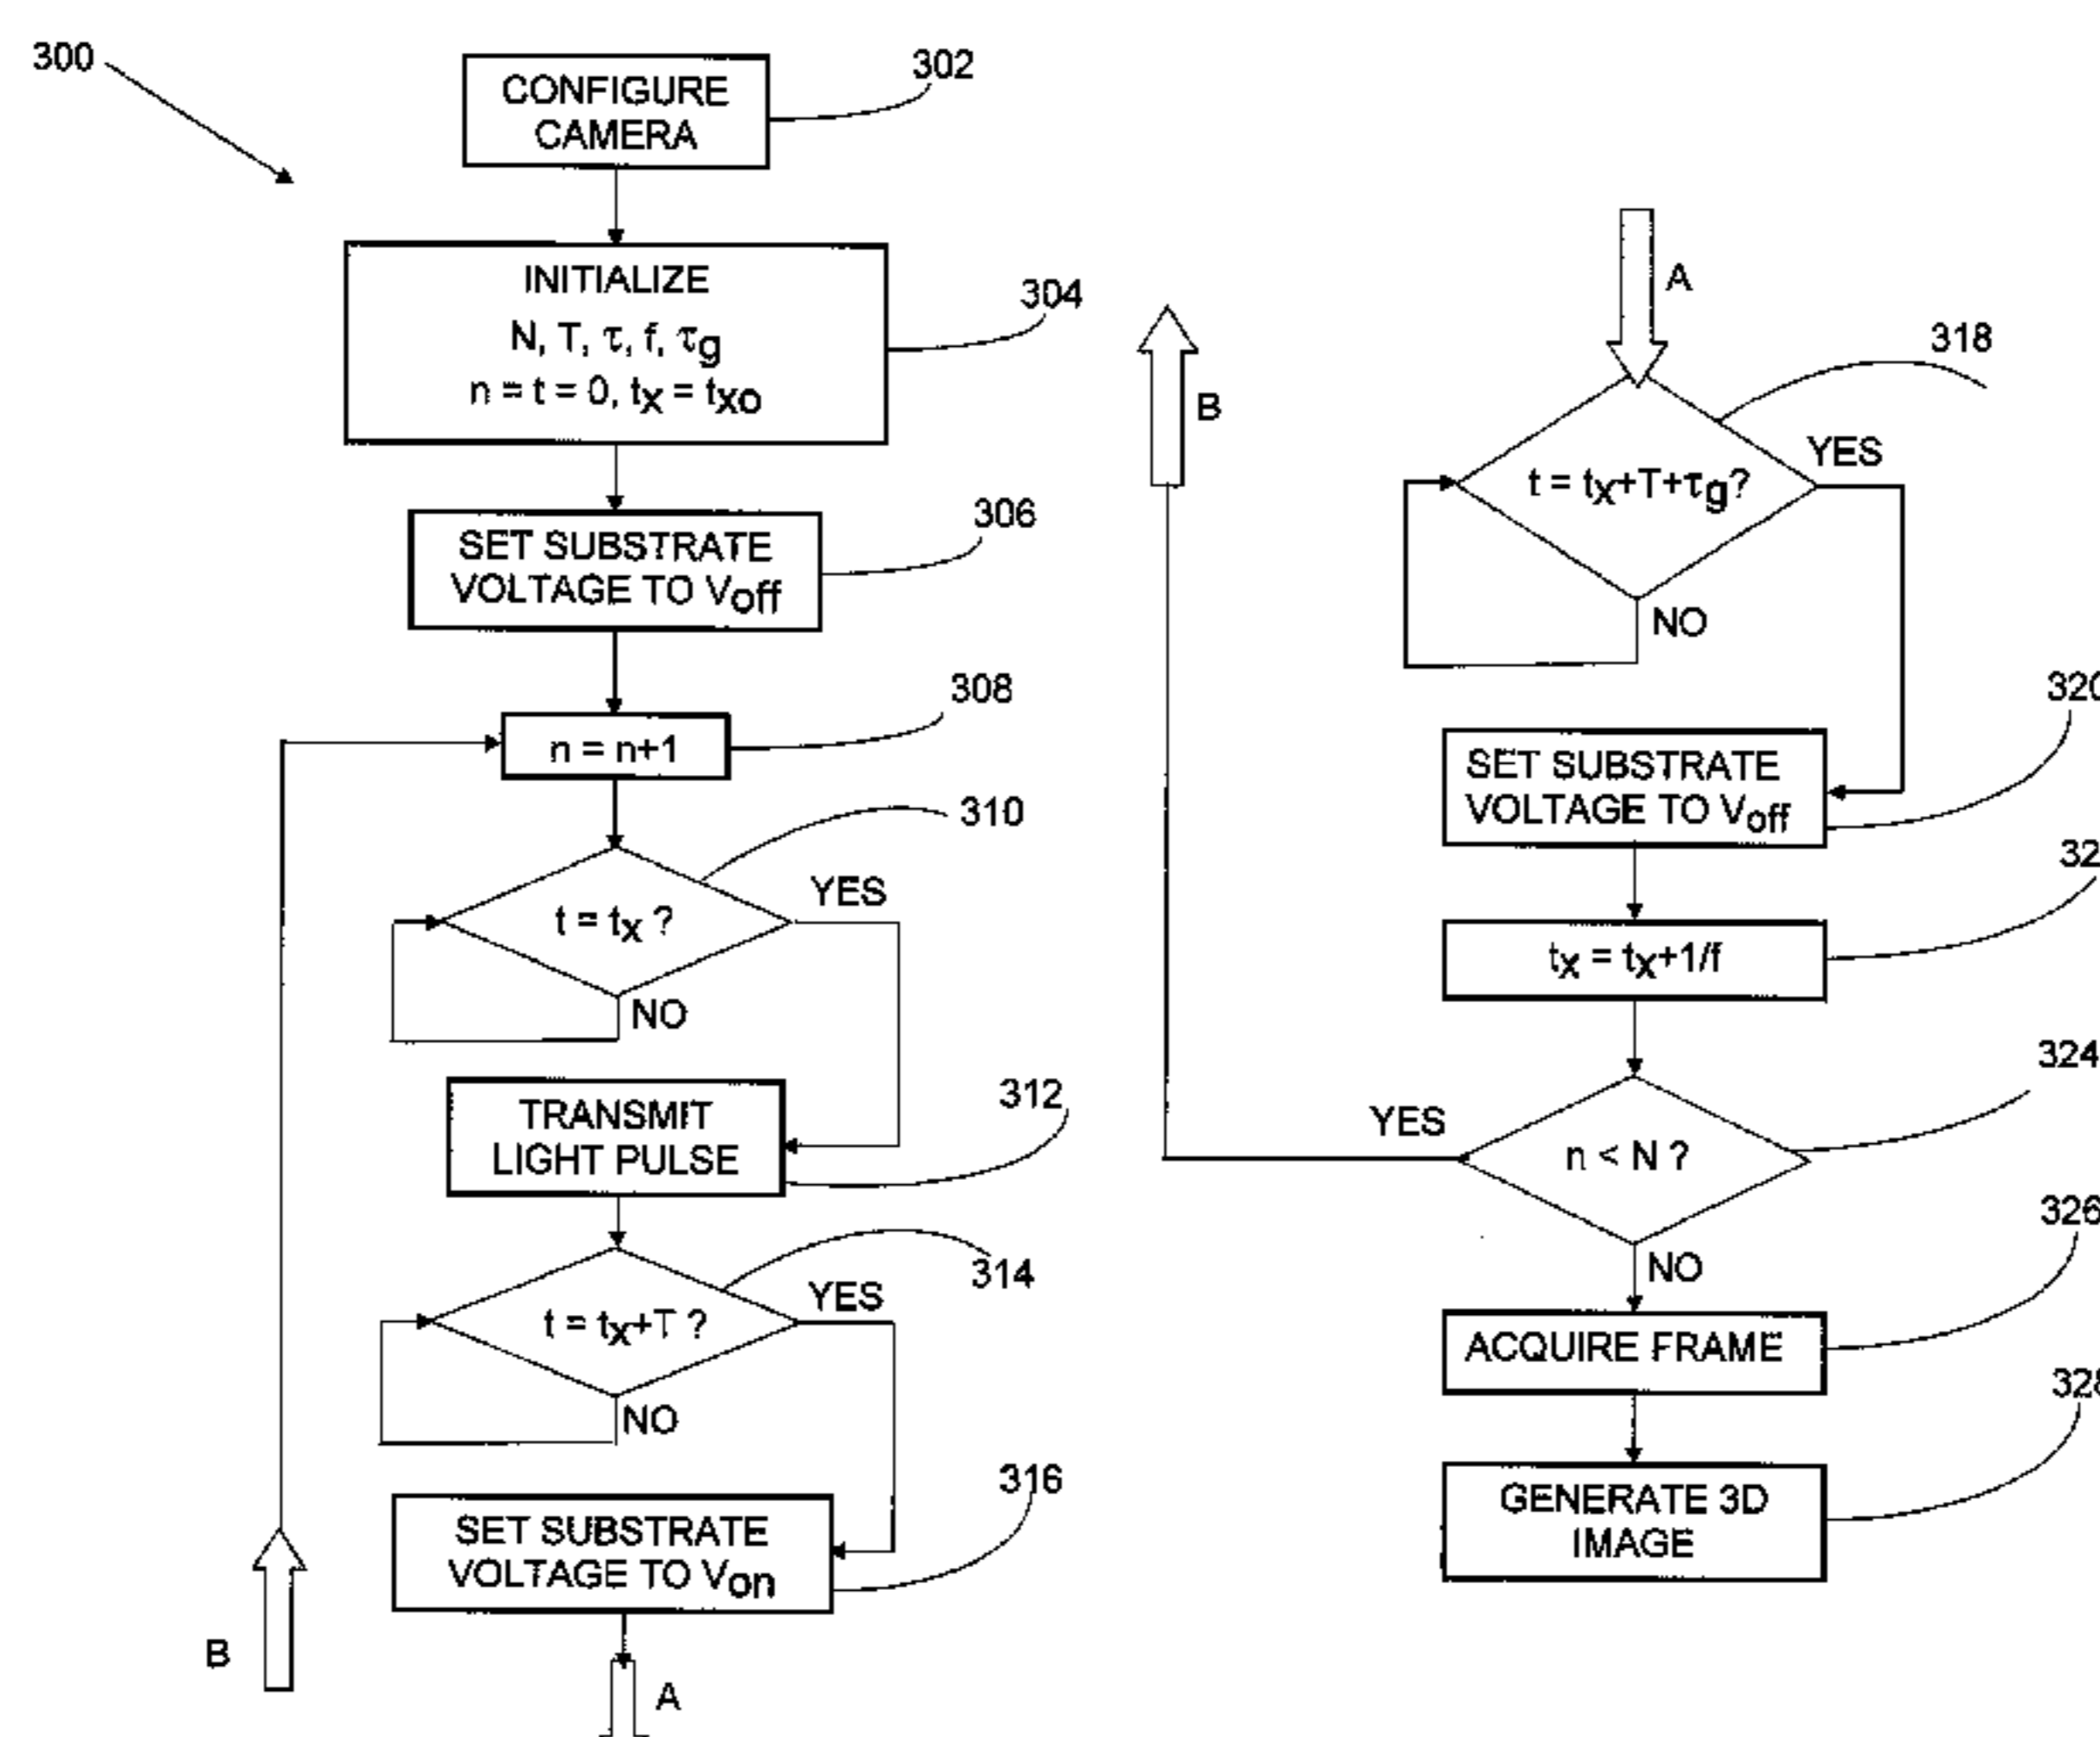 300
CONFIGURE
CAMERA
302
INITIALIZE
N, T, τ, f, τg
n = t = 0, tx = txo
304
SET SUBSTRATE
VOLTAGE TO Voff
306
n = n+1
308
t = tx ?
310
YES
NO
TRANSMIT
LIGHT PULSE
312
t = tx+T ?
314
YES
NO
SET SUBSTRATE
VOLTAGE TO Von
316
B
A
A
B
t = tx+T+τg?
318
YES
NO
SET SUBSTRATE
VOLTAGE TO Voff
320
tx = tx+1/f
32
n < N ?
324
YES
NO
ACQUIRE FRAME
326
GENERATE 3D
IMAGE
328